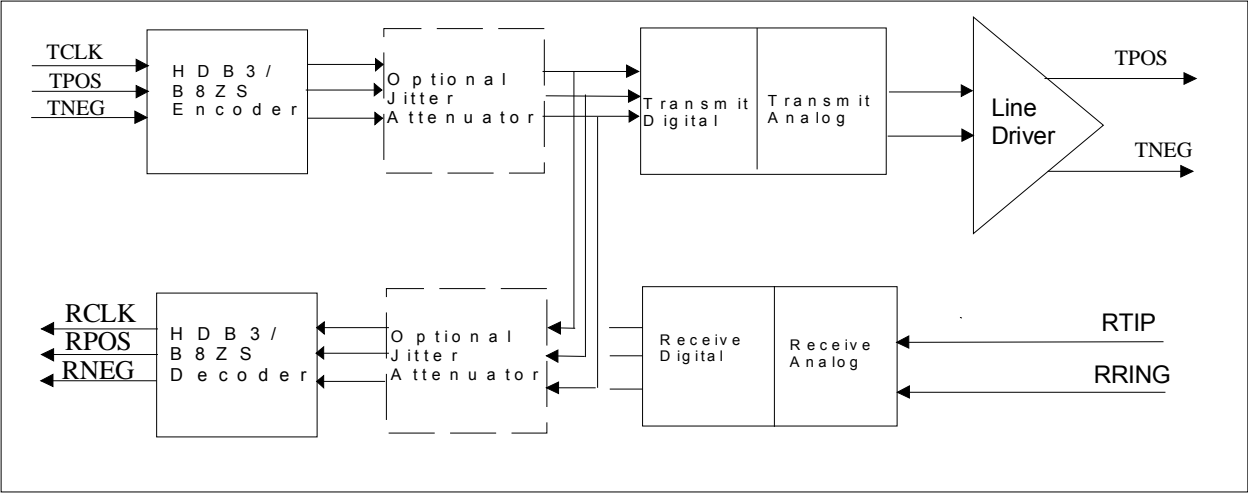 TCLK
TPOS
TNEG
HDB3/
B8ZS
Encoder
Optional
Jitter
Attenuator
Transmit
Digital
Transmit
Analog
Line
Driver
TPOS
TNEG
RCLK
RPOS
RNEG
HDB3/
B8ZS
Decoder
Optional
Jitter
Attenuator
Receive
Digital
Receive
Analog
RTIP
RRING